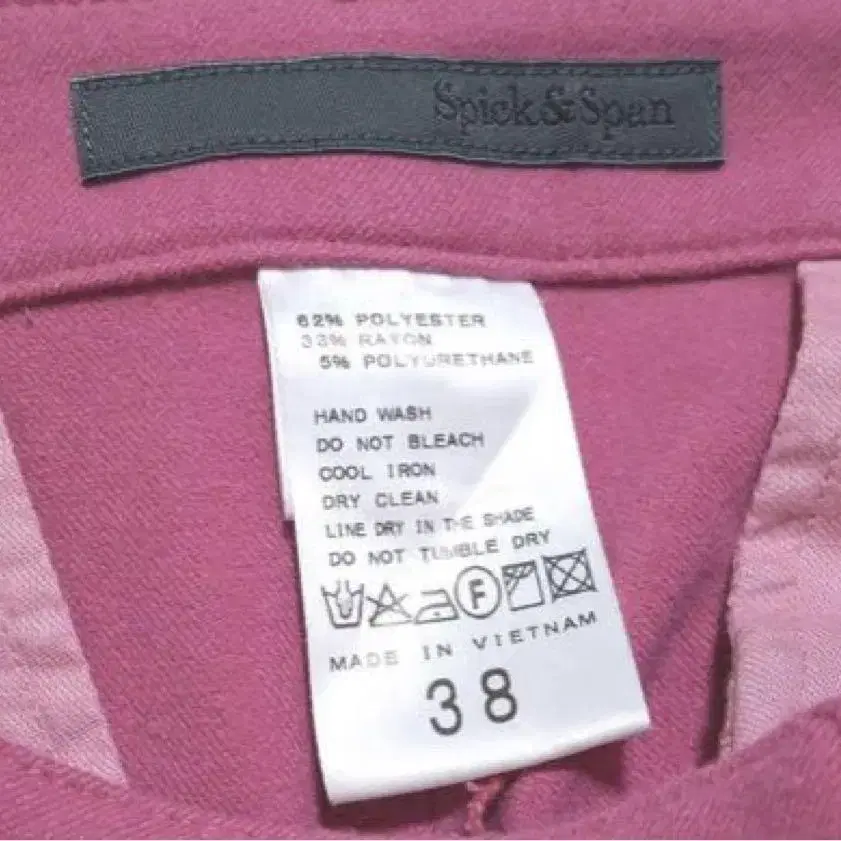 Spick & Span
62% POLYESTER
33% RAYON
5% POLYURETHANE
HAND WASH
DO NOT BLEACH
COOL IRON
DRY CLEAN
LINE DRY IN THE SHADE
DO NOT TUMBLE DRY
F
MADE IN VIETNAM
38